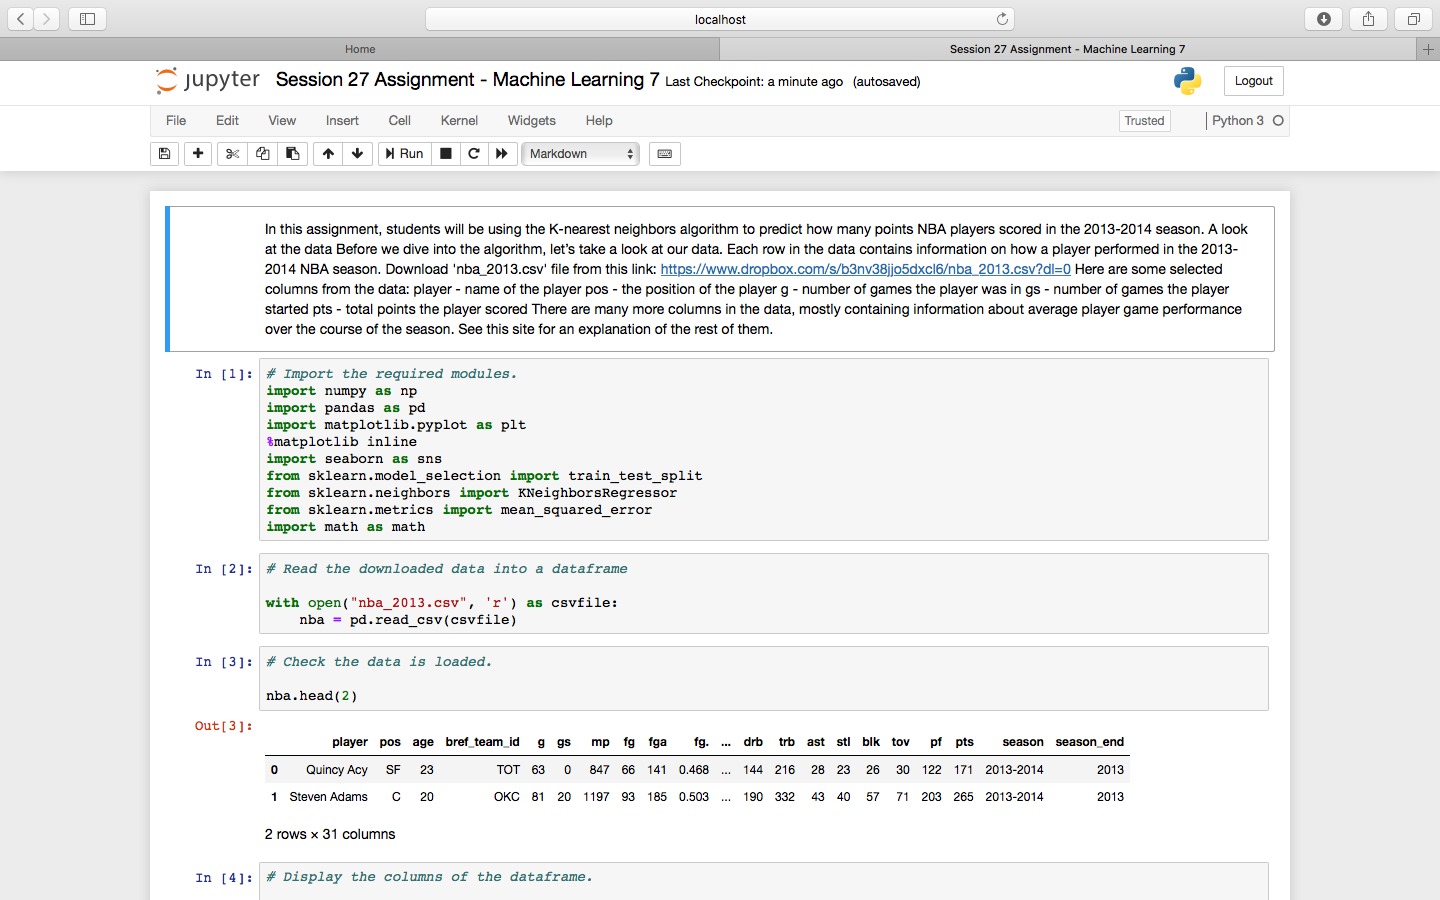 localhost
Home
Session 27 Assignment - Machine Learning 7
jupyter Session 27 Assignment - Machine Learning 7 Last Checkpoint: a minute ago (autosaved)
Logout
File Edit View Insert Cell Kernel Widgets Help
Trusted
Python 3
Run
Markdown
In this assignment, students will be using the K-nearest neighbors algorithm to predict how many points NBA players scored in the 2013-2014 season. A look
at the data Before we dive into the algorithm, let’s take a look at our data. Each row in the data contains information on how a player performed in the 2013-
2014 NBA season. Download 'nba_2013.csv' file from this link: https://www.dropbox.com/s/b3nv38jjo5dxcl6/nba_2013.csv?dl=0 Here are some selected
columns from the data: player - name of the player pos - the position of the player g - number of games the player was in gs - number of games the player
started pts - total points the player scored There are many more columns in the data, mostly containing information about average player game performance
over the course of the season. See this site for an explanation of the rest of them.
In [1]: # Import the required modules.
import numpy as np
import pandas as pd
import matplotlib.pyplot as plt
%matplotlib inline
import seaborn as sns
from sklearn.model_selection import train_test_split
from sklearn.neighbors import KNeighborsRegressor
from sklearn.metrics import mean_squared_error
import math as math
In [2]: # Read the downloaded data into a dataframe
with open("nba_2013.csv", 'r') as csvfile:
    nba = pd.read_csv(csvfile)
In [3]: # Check the data is loaded.
nba.head(2)
Out[3]:
player pos age bref_team_id g gs mp fg fga fg. ... drb trb ast stl blk tov pf pts season season_end
0 Quincy Acy SF 23 TOT 63 0 847 66 141 0.468 ... 144 216 28 23 26 30 122 171 2013-2014 2013
1 Steven Adams C 20 OKC 81 20 1197 93 185 0.503 ... 190 332 43 40 57 71 203 265 2013-2014 2013
2 rows × 31 columns
In [4]: # Display the columns of the dataframe.